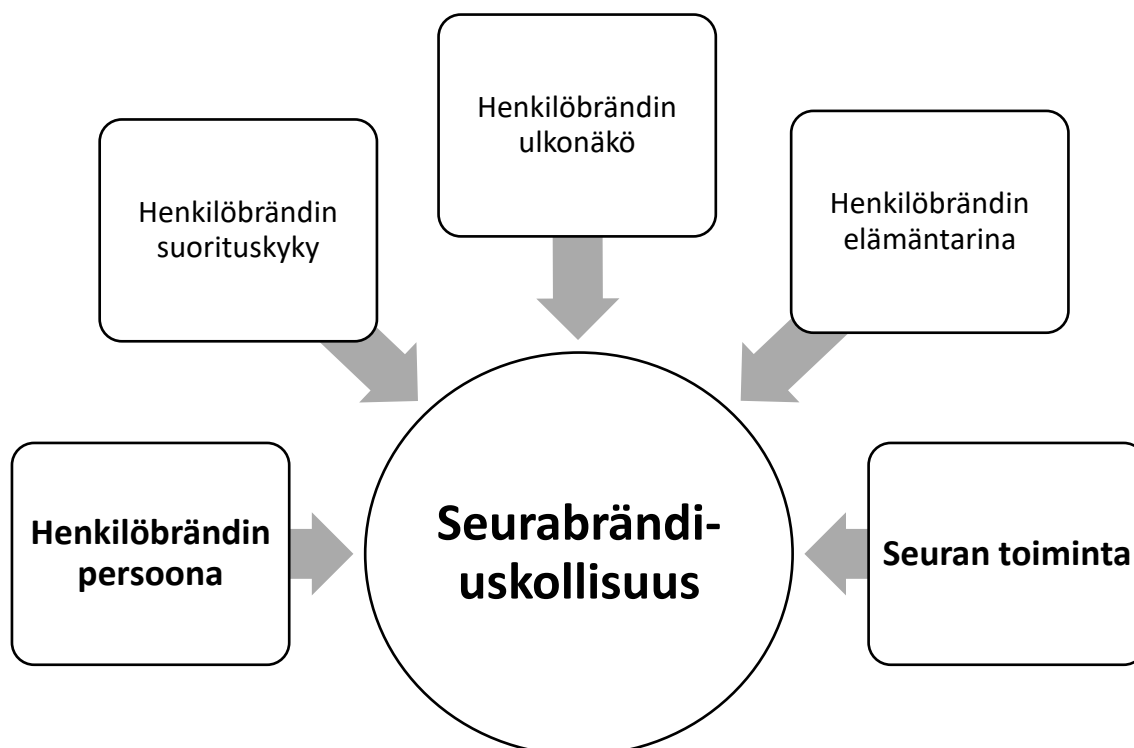 Henkilöbrändin
ulkonäkö
Henkilöbrändin
suorituskyky
Henkilöbrändin
elämäntarina
Henkilöbrändin
persoona
Seurabrändi-
uskollisuus
Seuran toiminta